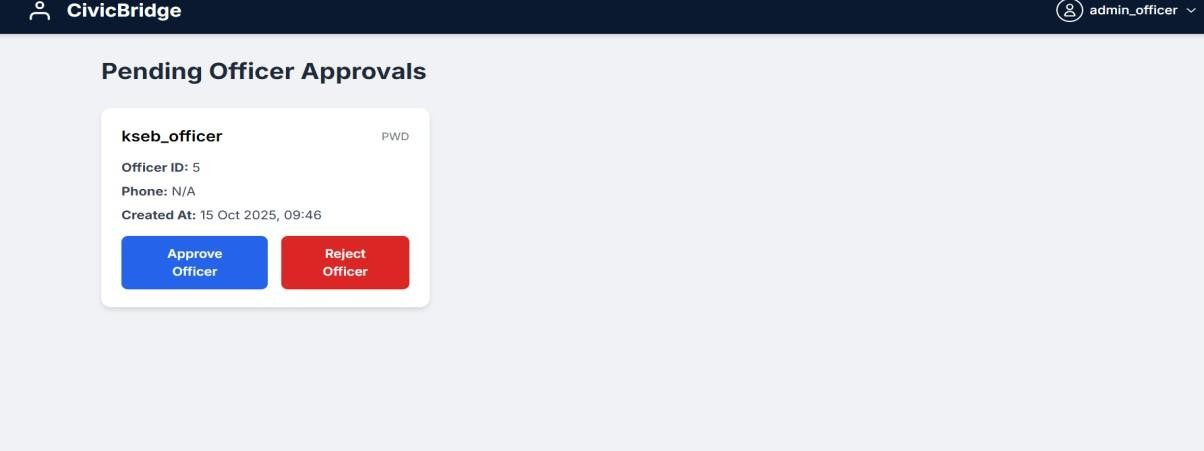 CivicBridge
admin_officer
Pending Officer Approvals
kseb_officer
PWD
Officer ID: 5
Phone: N/A
Created At: 15 Oct 2025, 09:46
Approve
Officer
Reject
Officer